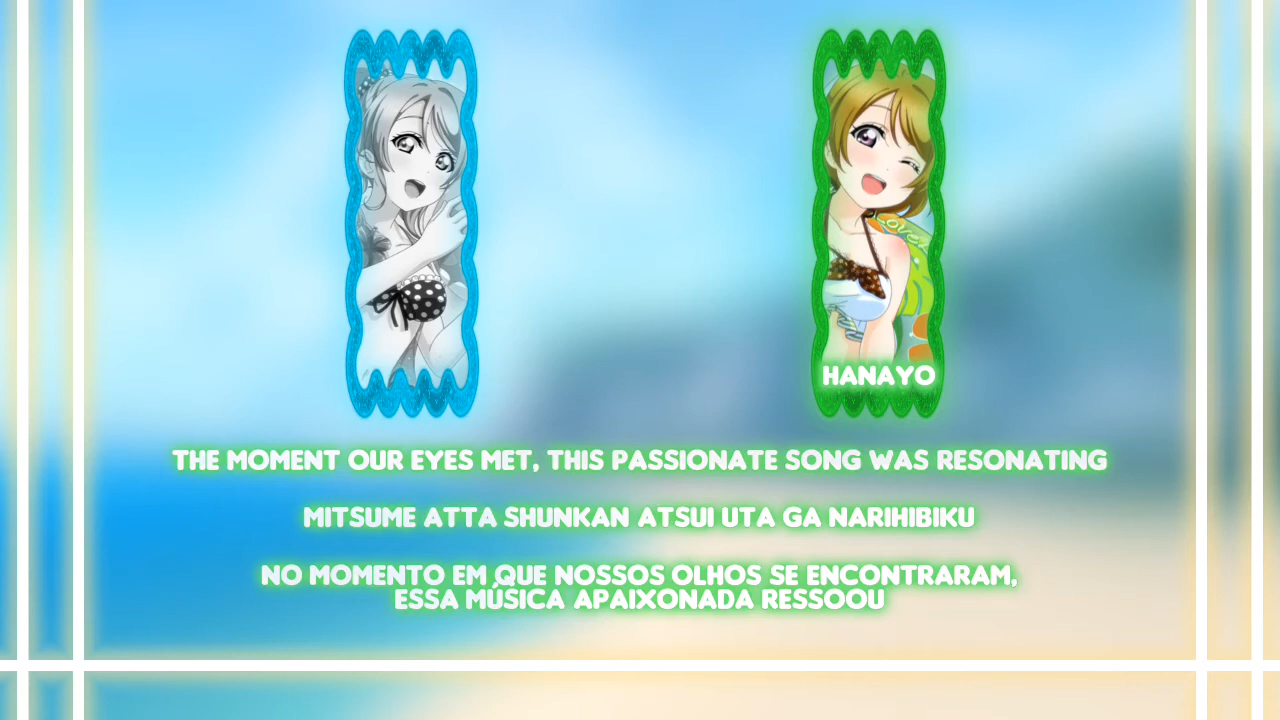 LOVE
HANAYO
THE MOMENT OUR EYES MET, THIS PASSIONATE SONG WAS RESONATING
MITSUME ATTA SHUNKAN ATSUI UTA GA NARIHIBIKU
NO MOMENTO EM QUE NOSSOS OLHOS SE ENCONTRARAM,
ESSA MÚSICA APAIXONADA RESSOOU